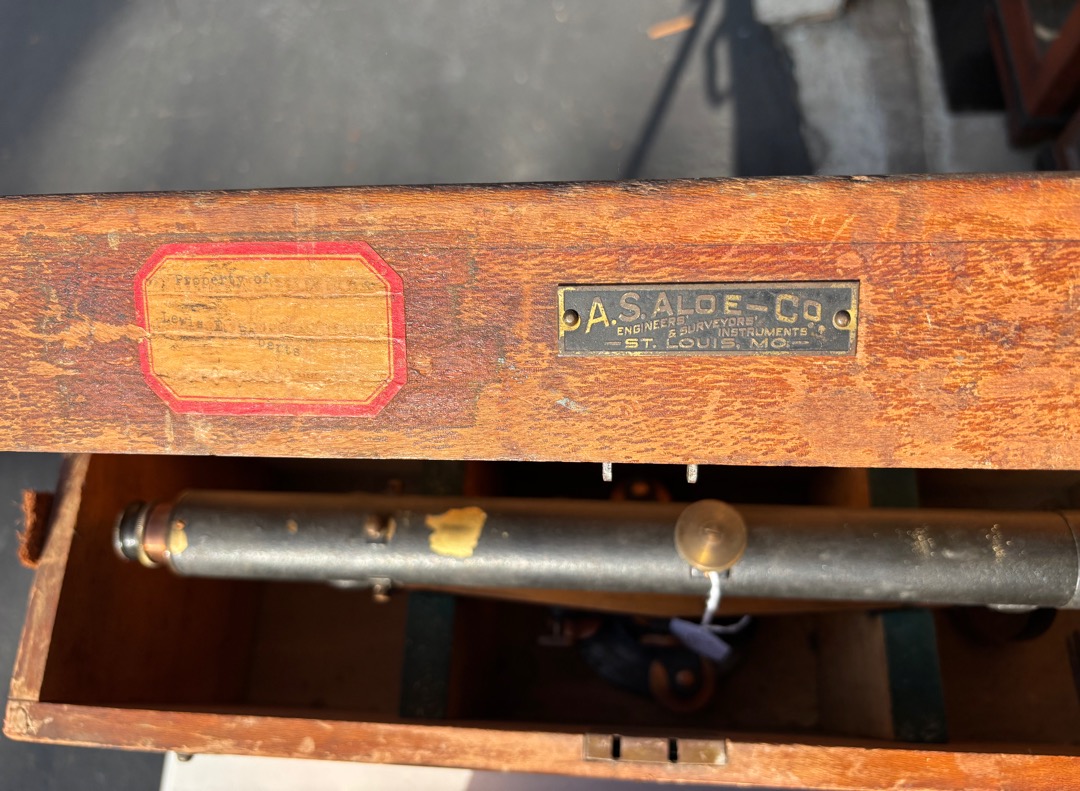 Property of
A. S. ALOE-CO
ENGINEERS'
& SURVEYORS'
INSTRUMENTS
ST. LOUIS, MO.